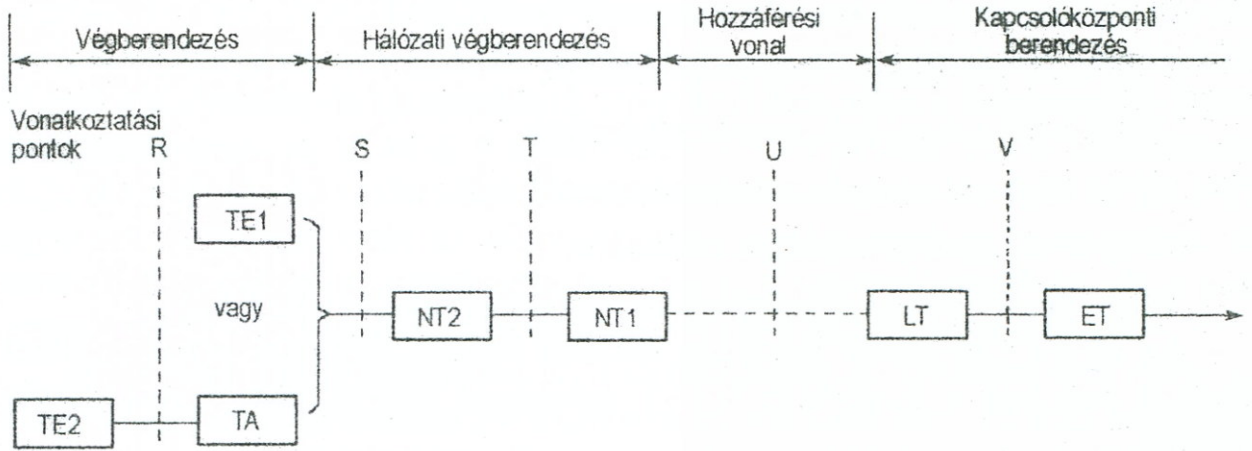 Végberendezés
Hálózati végberendezés
Hozzáférési
vonal
Kapcsolóközponti
berendezés
Vonatkoztatási
pontok
R
S
T
U
V
TE1
vagy
NT2
NT1
LT
ET
TE2
TA